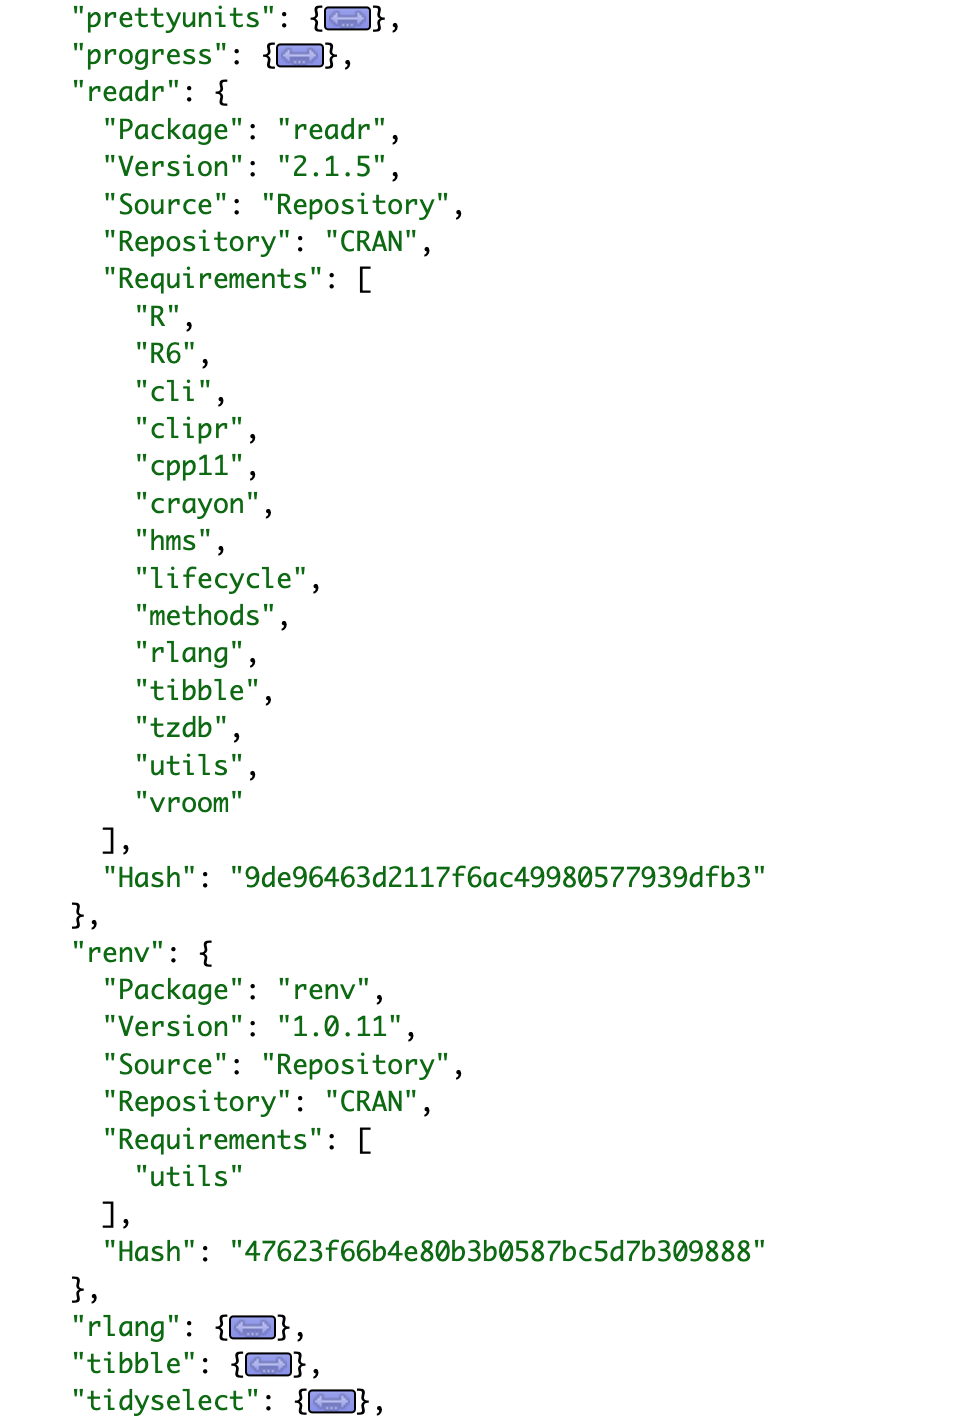 "prettyunits": {↔},
"progress": {↔},
"readr": {
"Package": "readr",
"Version": "2.1.5",
"Source": "Repository",
"Repository": "CRAN",
"Requirements": [
"R",
"R6",
"cli",
"clipr",
"cpp11",
"crayon",
"hms",
"lifecycle",
"methods",
"rlang",
"tibble",
"tzdb",
"utils",
"vroom"
],
"Hash": "9de96463d2117f6ac49980577939dfb3"
},
"renv": {
"Package": "renv",
"Version": "1.0.11",
"Source": "Repository",
"Repository": "CRAN",
"Requirements": [
"utils"
],
"Hash": "47623f66b4e80b3b0587bc5d7b309888"
},
"rlang": {↔},
"tibble": {↔},
"tidyselect": {↔},